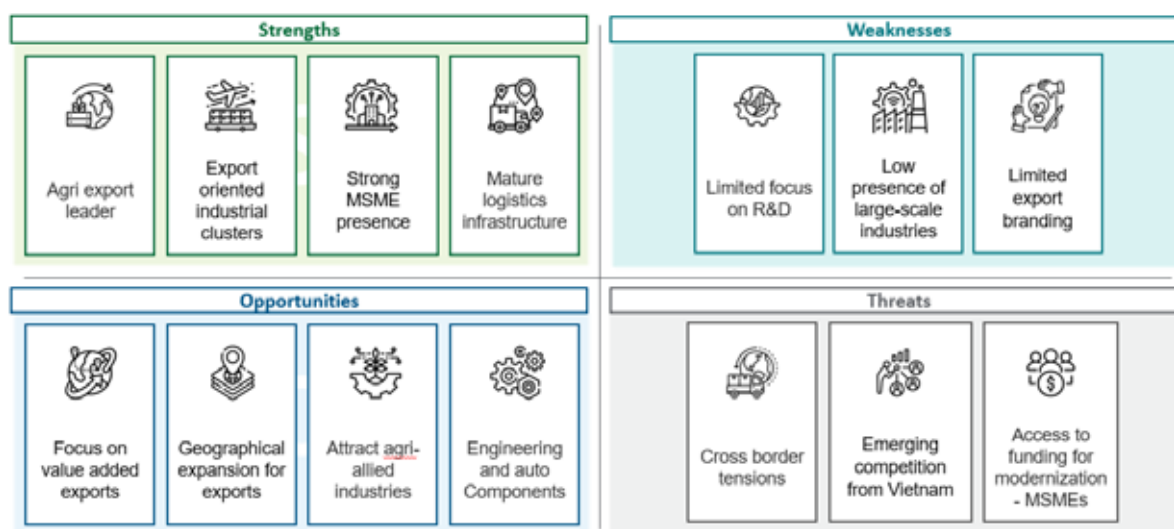 Strengths
Agri export
leader
Export
oriented
industrial
clusters
Strong
MSME
presence
Mature
logistics
infrastructure
Weaknesses
Limited focus
on R&D
Low
presence of
large-scale
industries
Limited
export
branding
Opportunities
Focus on
value added
exports
Geographical
expansion for
exports
Attract agri-
allied
industries
Engineering
and auto
Components
Threats
Cross border
tensions
Emerging
competition
from Vietnam
Access to
funding for
modernization
- MSMEs